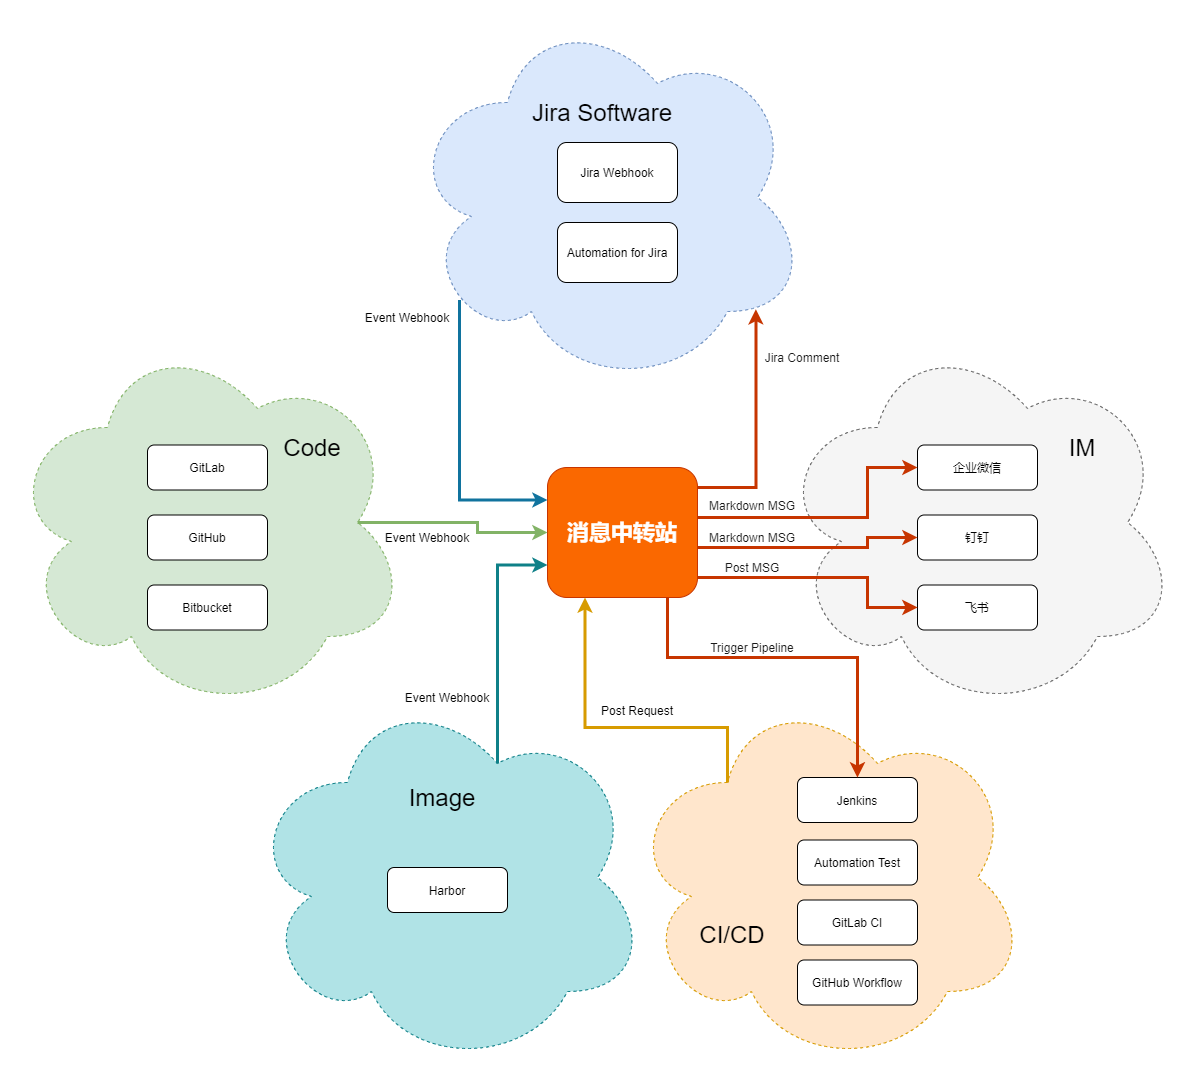 Jira Software
Jira Webhook
Automation for Jira
Event Webhook
Jira Comment
Code
GitLab
GitHub
Bitbucket
Event Webhook
消息中转站
Markdown MSG
Markdown MSG
Post MSG
IM
企业微信
钉钉
飞书
Trigger Pipeline
Event Webhook
Post Request
Image
Harbor
Jenkins
Automation Test
GitLab CI
CI/CD
GitHub Workflow